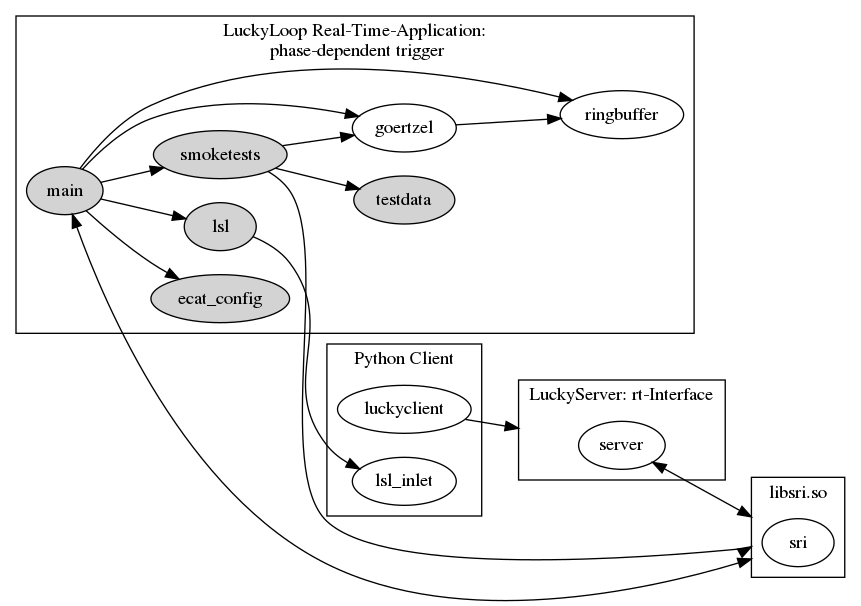 LuckyLoop Real-Time-Application:
phase-dependent trigger
ringbuffer
goertzel
smoketests
main
testdata
lsl
ecat_config
Python Client
luckyclient
lsl_inlet
LuckyServer: rt-Interface
server
libsri.so
sri